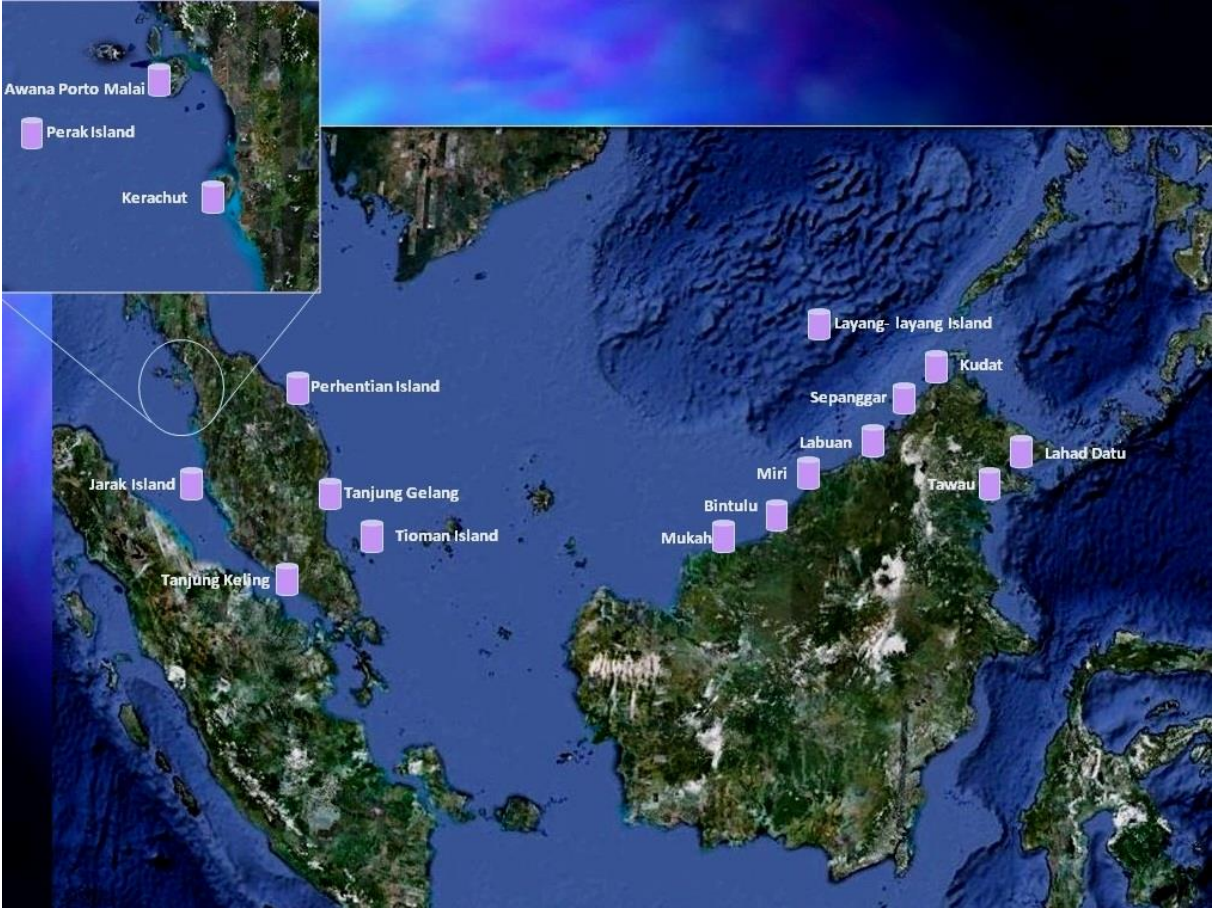 Awana Porto Malai
Perak Island
Kerachut
Layang- layang Island
Kudat
Perhentian Island
Sepanggar
Labuan
Lahad Datu
Miri
Jarak Island
Tanjung Gelang
Tawau
Bintulu
Tioman Island
Mukah
Tanjung Keling